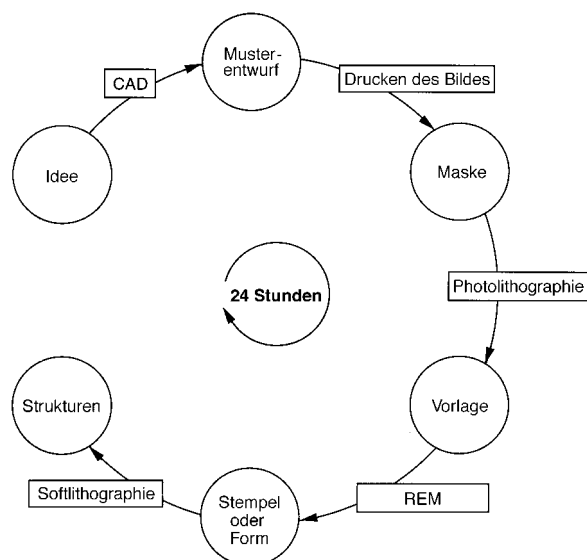 Muster-
entwurf
CAD
Drucken des Bildes
Idee
Maske
24 Stunden
Photolithographie
Strukturen
Vorlage
Softlithographie
Stempel
oder
Form
REM